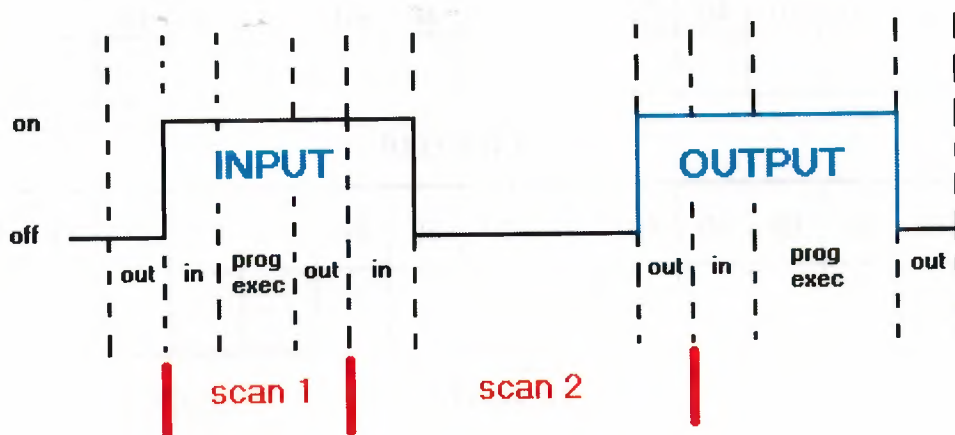 on
INPUT
OUTPUT
off
out
in
prog
exec
out
in
out
in
prog
exec
out
scan 1
scan 2